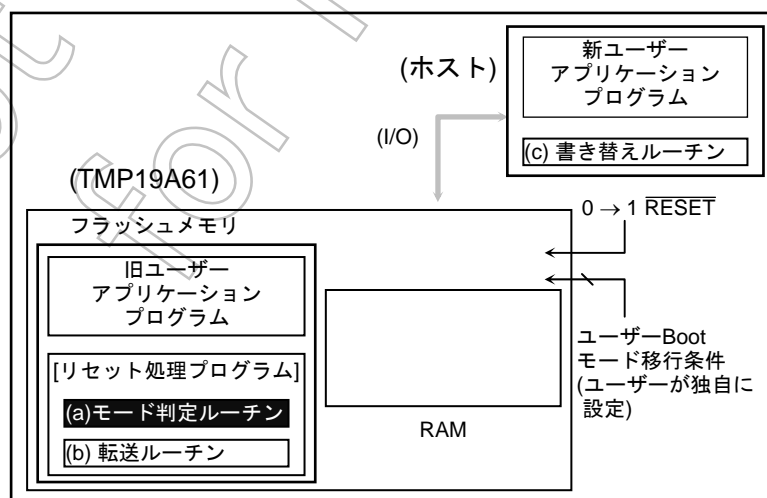 (ホスト)
新ユーザー
アプリケーション
プログラム
(c) 書き替えルーチン
(I/O)
(TMP19A61)
フラッシュメモリ
旧ユーザー
アプリケーション
プログラム
[リセット処理プログラム]
(a)モード判定ルーチン
(b) 転送ルーチン
RAM
0 → 1 RESET
ユーザーBoot
モード移行条件
(ユーザーが独自に
設定)
for